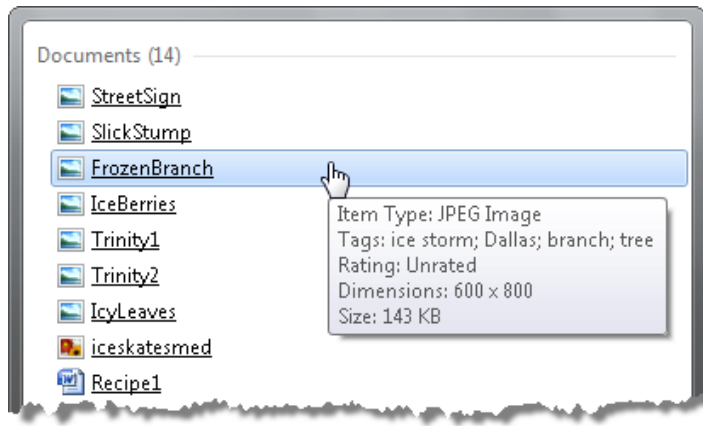 Documents (14)
StreetSign
SlickStump
FrozenBranch
IceBerries
Trinity1
Trinity2
IcyLeaves
iceskatesmed
Recipe1
Item Type: JPEG Image
Tags: ice storm; Dallas; branch; tree
Rating: Unrated
Dimensions: 600 x 800
Size: 143 KB